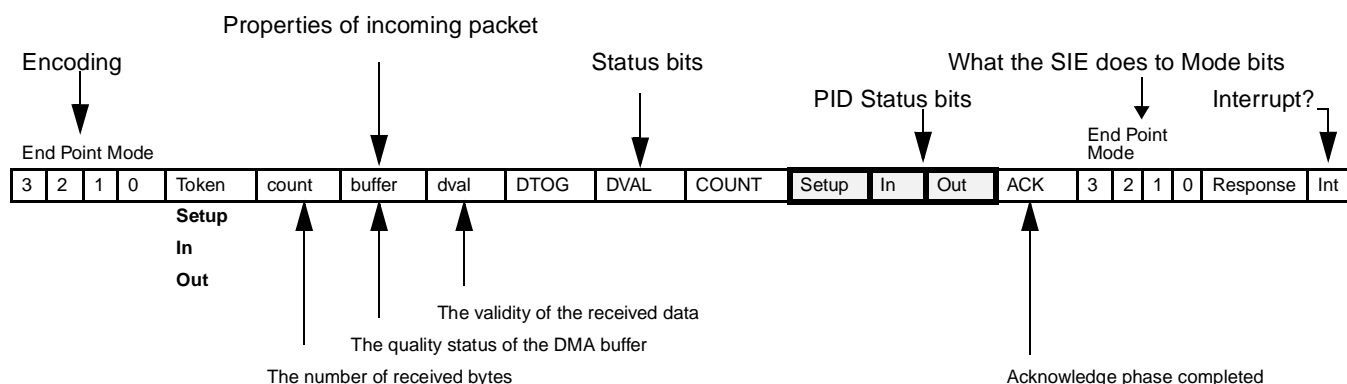 Properties of incoming packet
Encoding
Status bits
What the SIE does to Mode bits
PID Status bits
Interrupt?
End Point Mode
End Point
Mode
3 2 1 0 Token count buffer dval DTOG DVAL COUNT Setup In Out ACK 3 2 1 0 Response Int
Setup
In
Out
The validity of the received data
The quality status of the DMA buffer
The number of received bytes
Acknowledge phase completed